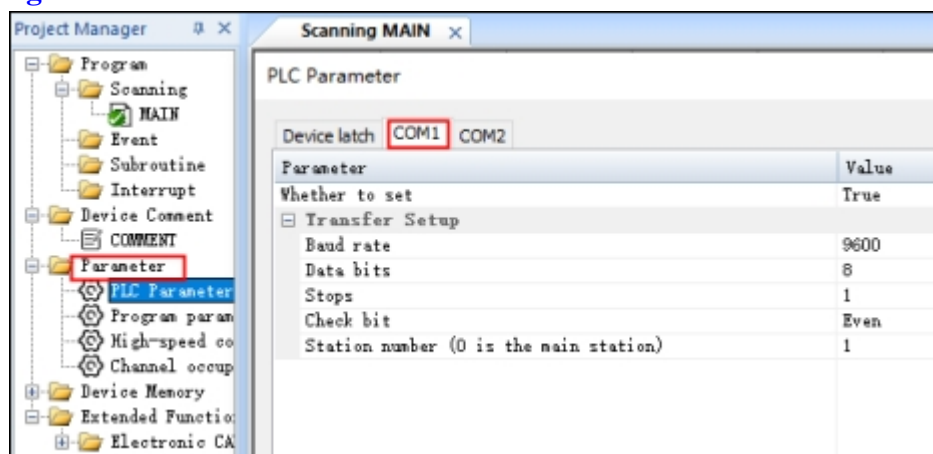 Project Manager
Program
Scanning
MAIN
Event
Subroutine
Interrupt
Device Comment
COMMENT
Parameter
PLC Parameter
Program param
High-speed co
Channel occup
Device Memory
Extended Functio
Electronic CA
Scanning MAIN
PLC Parameter
Device latch COM1 COM2
Parameter Value
Whether to set True
Transfer Setup
Baud rate 9600
Data bits 8
Stops 1
Check bit Even
Station number (0 is the main station) 1